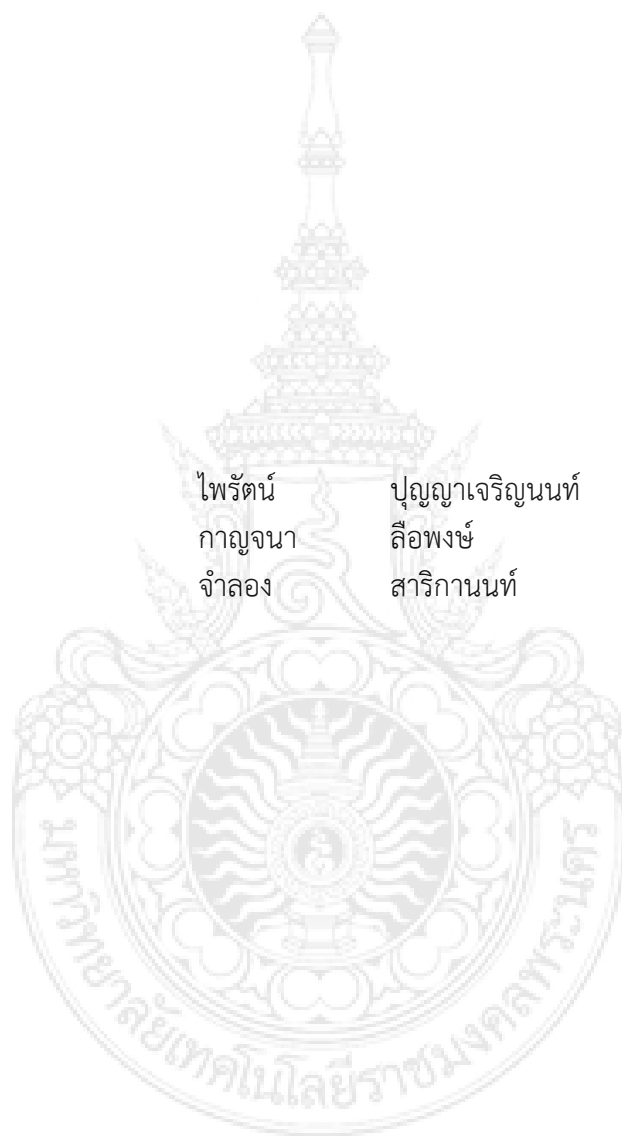 ไพรัตน์ ปุญญาเจริญนนท์
กาญจนา ลือพงษ์
จำลอง สาริกานนท์
มหาวิทยาลัยเทคโนโลยีราชมงคลพระนคร